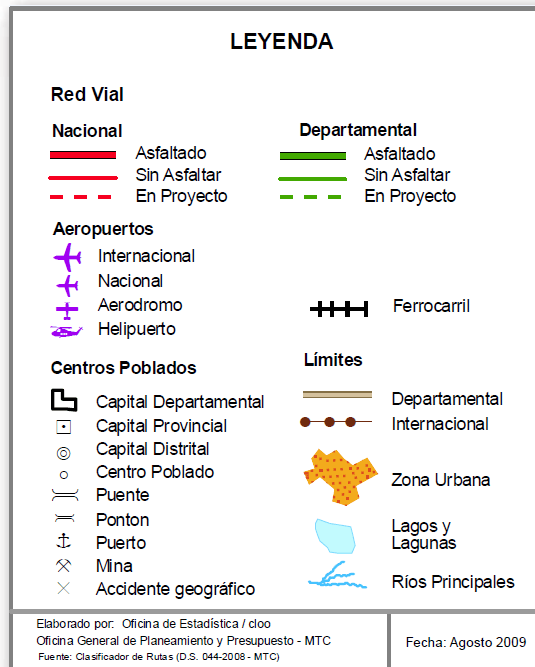 LEYENDA
Red Vial
Nacional
Asfaltado
Sin Asfaltar
En Proyecto
Departamental
Asfaltado
Sin Asfaltar
En Proyecto
Aeropuertos
Internacional
Nacional
Aerodromo
Helipuerto
Ferrocarril
Centros Poblados
Capital Departamental
Capital Provincial
Capital Distrital
Centro Poblado
Puente
Ponton
Puerto
Mina
Accidente geográfico
Límites
Departamental
Internacional
Zona Urbana
Lagos y
Lagunas
Ríos Principales
Elaborado por: Oficina de Estadística / cloo
Oficina General de Planeamiento y Presupuesto - MTC
Fuente: Clasificador de Rutas (D.S. 044-2008 - MTC)
Fecha: Agosto 2009